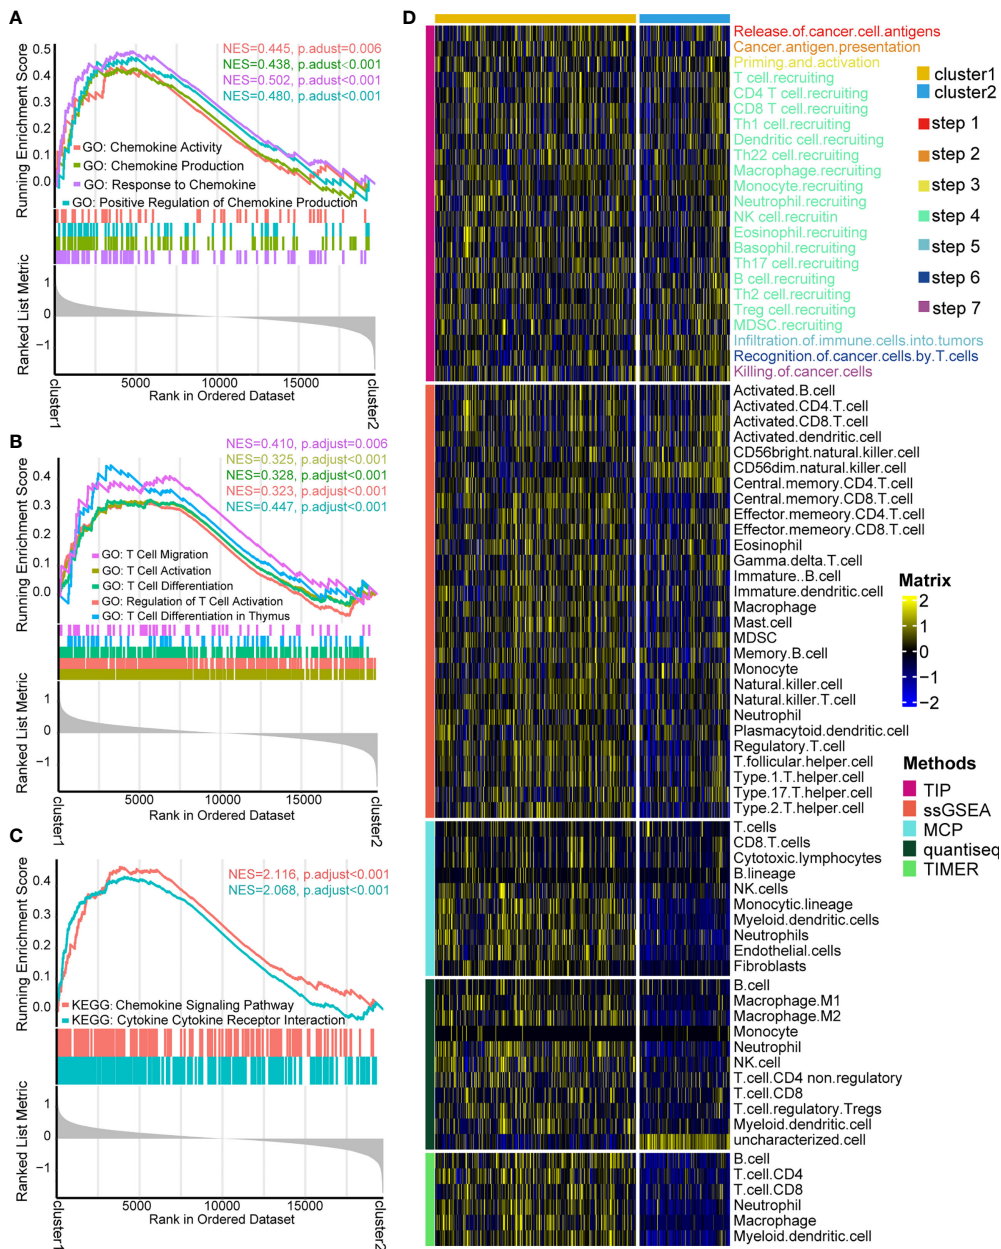 A
Running Enrichment Score
0.5
0.4
0.3
0.2
0.1
0.0
NES=0.445, p.adust=0.006
NES=0.438, p.adust<0.001
NES=0.502, p.adust<0.001
NES=0.480, p.adust<0.001
GO: Chemokine Activity
GO: Chemokine Production
GO: Response to Chemokine
GO: Positive Regulation of Chemokine Production
Ranked List Metric
1
0
−1
5000
10000
15000
cluster1
Rank in Ordered Dataset
cluster2
B
Running Enrichment Score
0.4
0.3
0.2
0.1
0.0
NES=0.410, p.adjust=0.006
NES=0.325, p.adjust<0.001
NES=0.328, p.adjust<0.001
NES=0.323, p.adjust<0.001
NES=0.447, p.adjust<0.001
GO: T Cell Migration
GO: T Cell Activation
GO: T Cell Differentiation
GO: Regulation of T Cell Activation
GO: T Cell Differentiation in Thymus
Ranked List Metric
1
0
−1
5000
10000
15000
cluster1
Rank in Ordered Dataset
cluster2
C
Running Enrichment Score
0.4
0.3
0.2
0.1
0.0
NES=2.116, p.adjust<0.001
NES=2.068, p.adjust<0.001
KEGG: Chemokine Signaling Pathway
KEGG: Cytokine Cytokine Receptor Interaction
Ranked List Metric
1
0
−1
5000
10000
15000
cluster1
Rank in Ordered Dataset
cluster2
D
Release.of.cancer.cell.antigens
Cancer.antigen.presentation
Priming.and.activation
T cell.recruiting
CD4 T cell.recruiting
CD8 T cell.recruiting
Th1 cell.recruiting
Dendritic cell.recruiting
Th22 cell.recruiting
Macrophage.recruiting
Monocyte.recruiting
Neutrophil.recruiting
NK cell.recruitin
Eosinophil.recruiting
Basophil.recruiting
Th17 cell.recruiting
B cell.recruiting
Th2 cell.recruiting
Treg cell.recruiting
MDSC.recruiting
Infiltration.of.immune.cells.into.tumors
Recognition.of.cancer.cells.by.T.cells
Killing.of.cancer.cells
Activated.B.cell
Activated.CD4.T.cell
Activated.CD8.T.cell
Activated.dendritic.cell
CD56bright.natural.killer.cell
CD56dim.natural.killer.cell
Central.memory.CD4.T.cell
Central.memory.CD8.T.cell
Effector.memeory.CD4.T.cell
Effector.memeory.CD8.T.cell
Eosinophil
Gamma.delta.T.cell
Immature..B.cell
Immature.dendritic.cell
Macrophage
Mast.cell
MDSC
Memory.B.cell
Monocyte
Natural.killer.cell
Natural.killer.T.cell
Neutrophil
Plasmacytoid.dendritic.cell
Regulatory.T.cell
T.follicular.helper.cell
Type.1.T.helper.cell
Type.17.T.helper.cell
Type.2.T.helper.cell
T.cells
CD8.T.cells
Cytotoxic.lymphocytes
B.lineage
NK.cells
Monocytic.lineage
Myeloid.dendritic.cells
Neutrophils
Endothelial.cells
Fibroblasts
B.cell
Macrophage.M1
Macrophage.M2
Monocyte
Neutrophil
NK.cell
T.cell.CD4 non.regulatory
T.cell.CD8
T.cell.regulatory.Tregs
Myeloid.dendritic.cell
uncharacterized.cell
B.cell
T.cell.CD4
T.cell.CD8
Neutrophil
Macrophage
Myeloid.dendritic.cell
cluster1
cluster2
step 1
step 2
step 3
step 4
step 5
step 6
step 7
Matrix
2
1
0
−1
−2
Methods
TIP
ssGSEA
MCP
quantiseq
TIMER